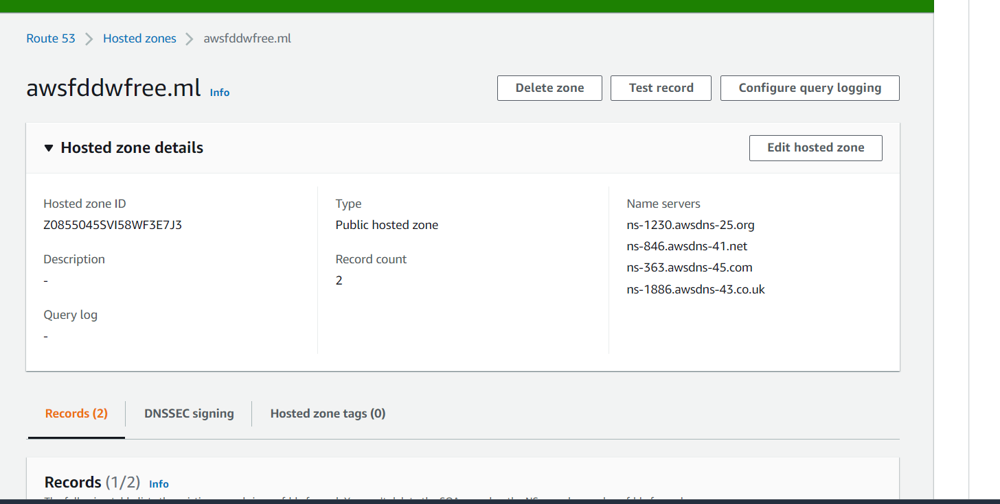 Route 53 > Hosted zones > awsfddwfree.ml
awsfddwfree.ml Info
Delete zone
Test record
Configure query logging
Hosted zone details
Edit hosted zone
Hosted zone ID
Z0855045SVI58WF3E7J3
Description
-
Query log
-
Type
Public hosted zone
Record count
2
Name servers
ns-1230.awsdns-25.org
ns-846.awsdns-41.net
ns-363.awsdns-45.com
ns-1886.awsdns-43.co.uk
Records (2)
DNSSEC signing
Hosted zone tags (0)
Records (1/2) Info